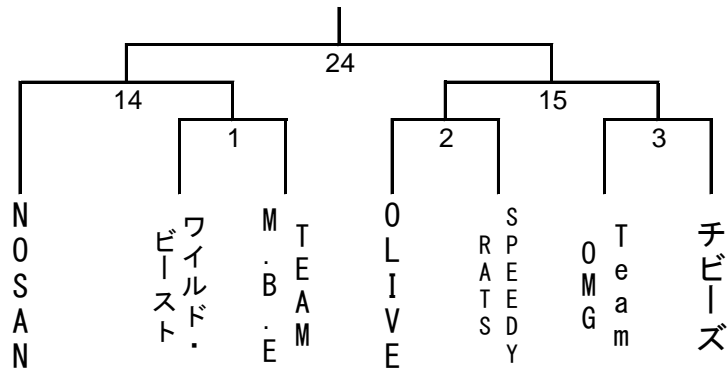 24
14
15
1
2
3
NOSAN
ワイルド・
ビースト
TEAM
M.B.E
OLIVE
SPEEDY
RATS
Team
OMG
チビーズ